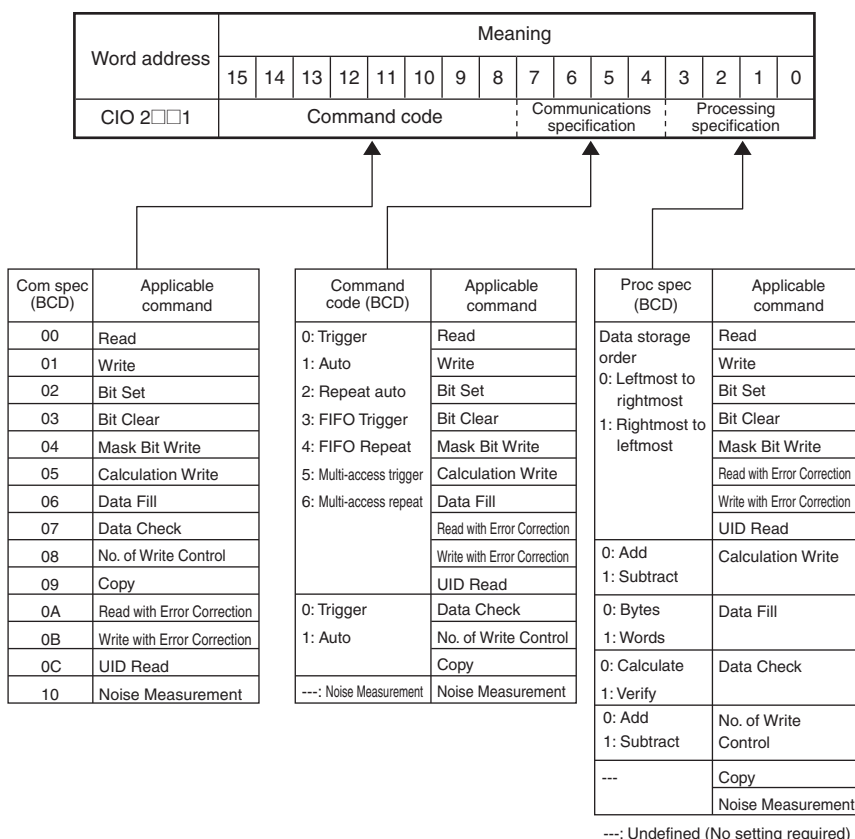 Word address
Meaning
15 14 13 12 11 10 9 8 7 6 5 4 3 2 1 0
CIO 2□□1
Command code
Communications
specification
Processing
specification
Com spec
(BCD)
Applicable
command
00 Read
01 Write
02 Bit Set
03 Bit Clear
04 Mask Bit Write
05 Calculation Write
06 Data Fill
07 Data Check
08 No. of Write Control
09 Copy
0A Read with Error Correction
0B Write with Error Correction
0C UID Read
10 Noise Measurement
Command
code (BCD)
Applicable
command
0: Trigger
1: Auto
2: Repeat auto
3: FIFO Trigger
4: FIFO Repeat
5: Multi-access trigger
6: Multi-access repeat
Read
Write
Bit Set
Bit Clear
Mask Bit Write
Calculation Write
Data Fill
Read with Error Correction
Write with Error Correction
UID Read
0: Trigger
1: Auto
Data Check
No. of Write Control
Copy
---: Noise Measurement
Noise Measurement
Proc spec
(BCD)
Applicable
command
Data storage
order
0: Leftmost to
rightmost
1: Rightmost to
leftmost
Read
Write
Bit Set
Bit Clear
Mask Bit Write
Read with Error Correction
Write with Error Correction
UID Read
0: Add
1: Subtract
Calculation Write
0: Bytes
1: Words
Data Fill
0: Calculate
1: Verify
Data Check
0: Add
1: Subtract
No. of Write
Control
---
Copy
Noise Measurement
---: Undefined (No setting required)